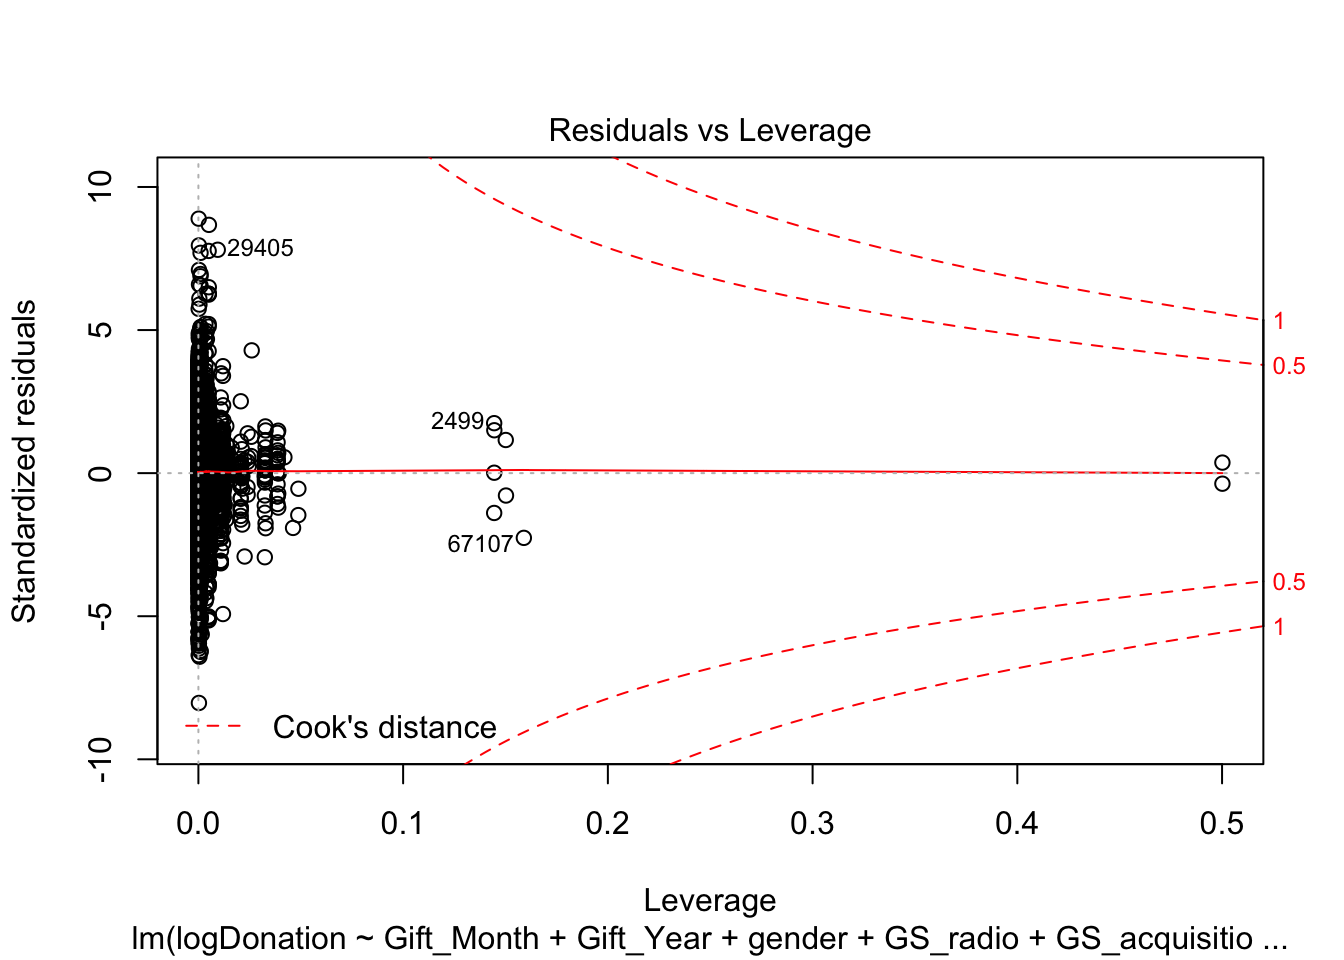 Residuals vs Leverage
Standardized residuals
10
5
0
-5
-10
29405
2499
67107
1
0.5
0.5
1
Cook's distance
0.0 0.1 0.2 0.3 0.4 0.5
Leverage
lm(logDonation ~ Gift_Month + Gift_Year + gender + GS_radio + GS_acquisitio ...